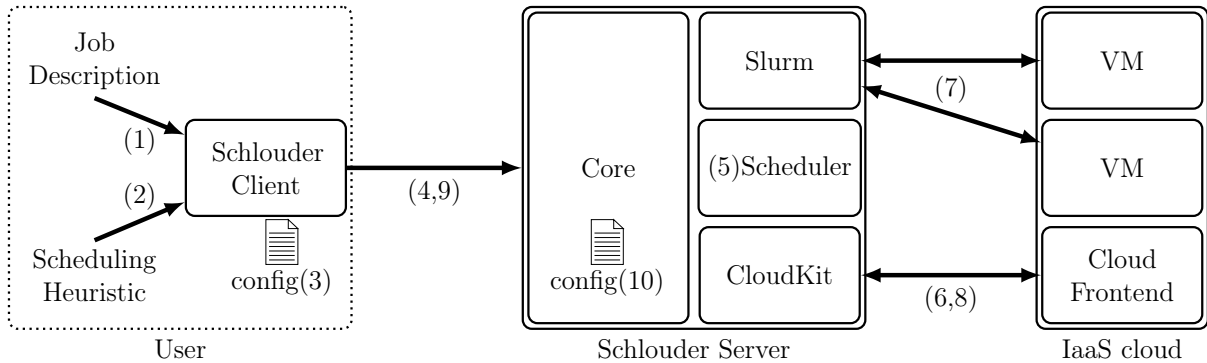 Job
Description
(1)
(2)
Scheduling
Heuristic
Schlouder
Client
config(3)
User
(4,9)
Core
config(10)
Slurm
(5)Scheduler
CloudKit
Schlouder Server
(7)
(6,8)
VM
VM
Cloud
Frontend
IaaS cloud